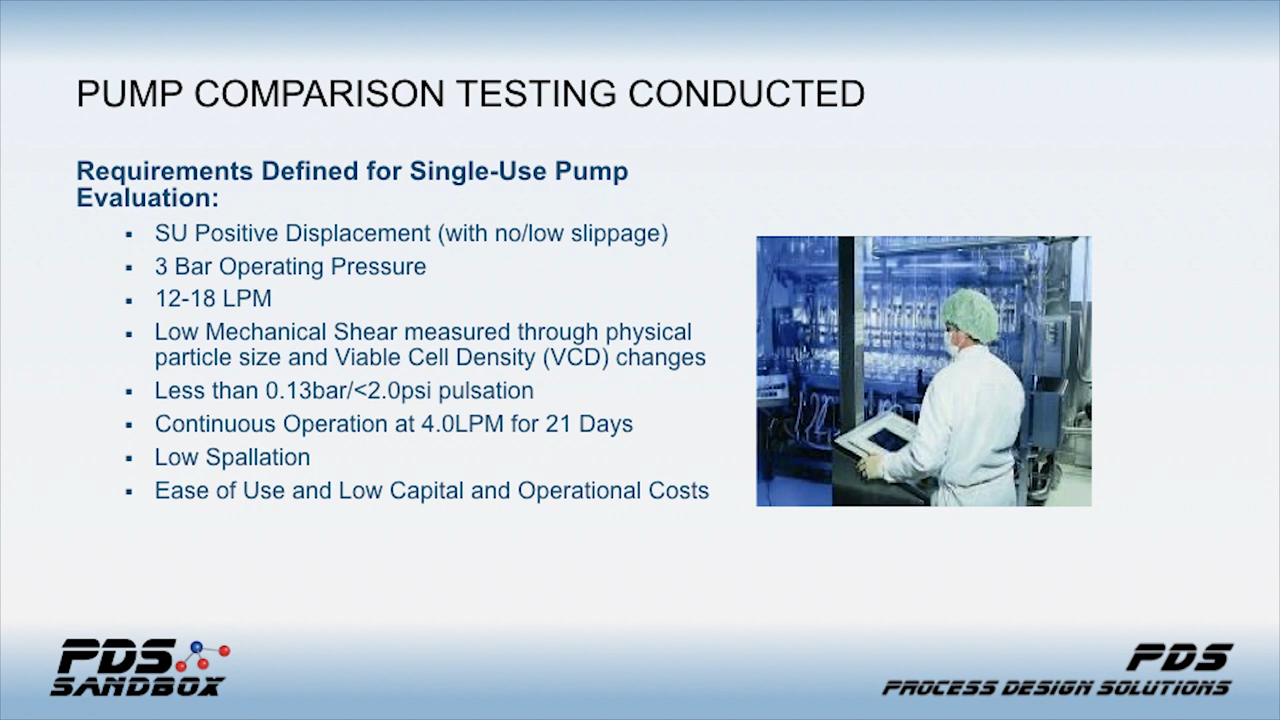 PUMP COMPARISON TESTING CONDUCTED
Requirements Defined for Single-Use Pump
Evaluation:
▪ SU Positive Displacement (with no/low slippage)
▪ 3 Bar Operating Pressure
▪ 12-18 LPM
▪ Low Mechanical Shear measured through physical
particle size and Viable Cell Density (VCD) changes
▪ Less than 0.13bar/<2.0psi pulsation
▪ Continuous Operation at 4.0LPM for 21 Days
▪ Low Spallation
▪ Ease of Use and Low Capital and Operational Costs
PDS
SANDBOX
PDS
PROCESS DESIGN SOLUTIONS